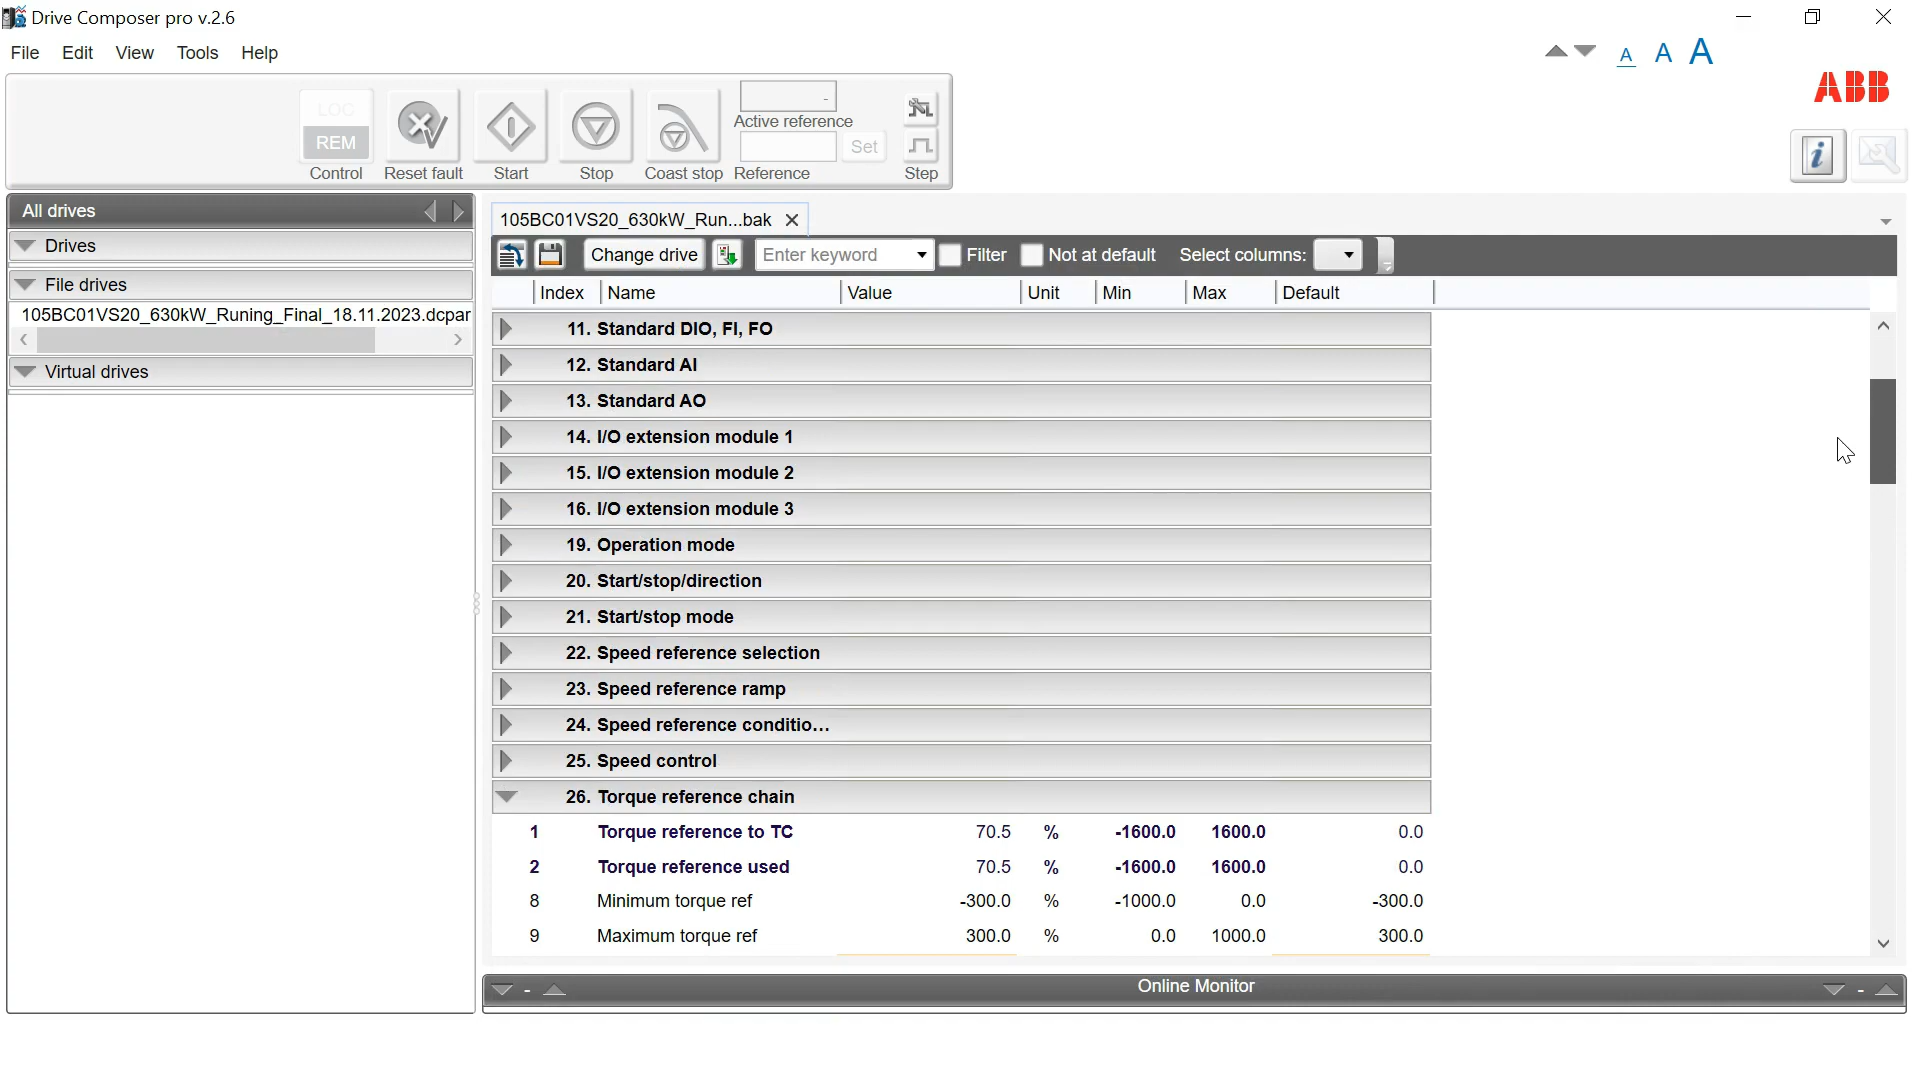 Drive Composer pro v.2.6
File Edit View Tools Help
A A A
ABB
LOC
REM
Control
Reset fault
Start
Stop
Coast stop
-
Active reference
Set
Reference
Step
All drives
Drives
File drives
105BC01VS20_630kW_Runing_Final_18.11.2023.dcpar
Virtual drives
105BC01VS20_630kW_Run...bak
Change drive Enter keyword Filter Not at default Select columns:
Index Name Value Unit Min Max Default
11. Standard DIO, FI, FO
12. Standard AI
13. Standard AO
14. I/O extension module 1
15. I/O extension module 2
16. I/O extension module 3
19. Operation mode
20. Start/stop/direction
21. Start/stop mode
22. Speed reference selection
23. Speed reference ramp
24. Speed reference conditio...
25. Speed control
26. Torque reference chain
1 Torque reference to TC 70.5 % -1600.0 1600.0 0.0
2 Torque reference used 70.5 % -1600.0 1600.0 0.0
8 Minimum torque ref -300.0 % -1000.0 0.0 -300.0
9 Maximum torque ref 300.0 % 0.0 1000.0 300.0
- Online Monitor -